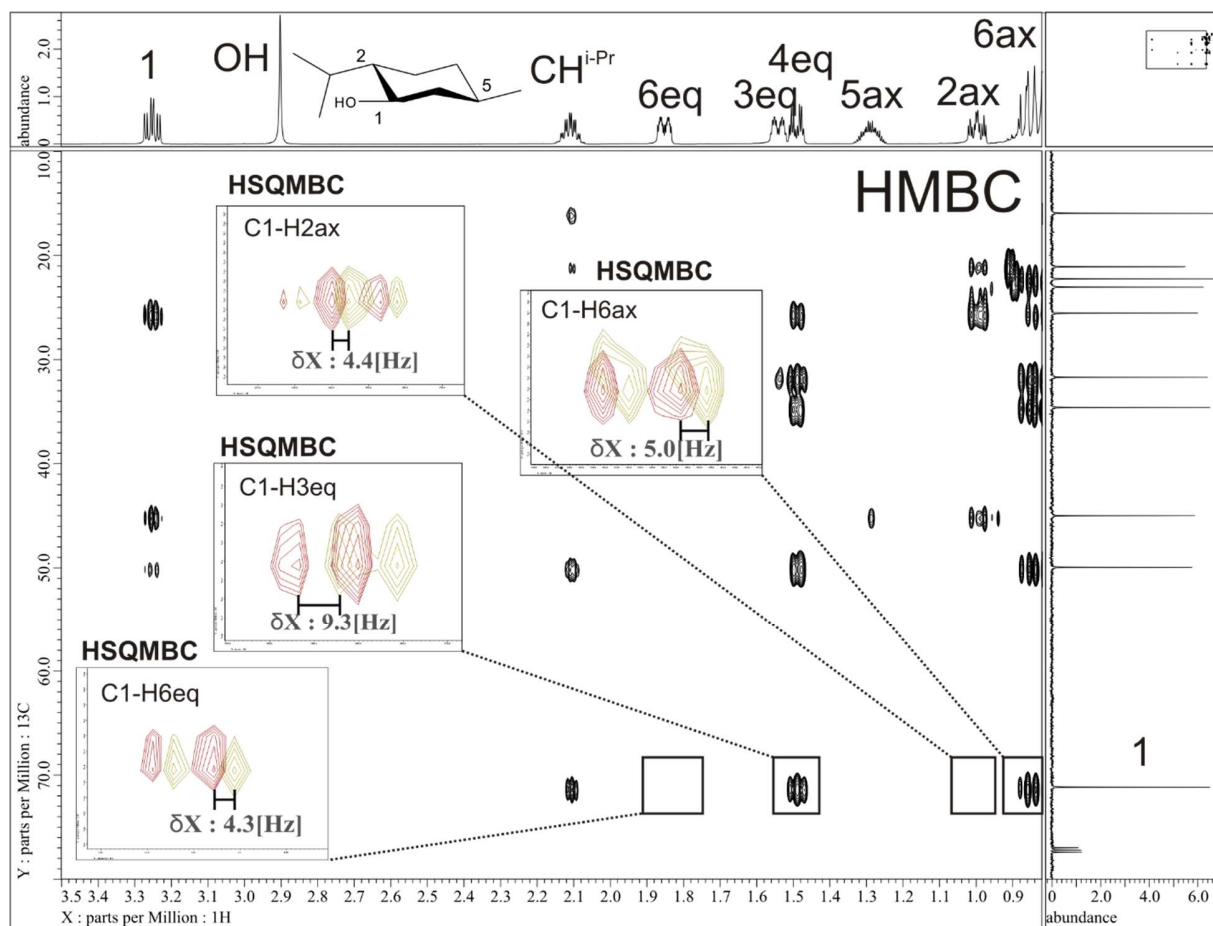 6ax
1
OH
2
5
HO
1
CH i-Pr
4eq
6eq
3eq
5ax
2ax
abundance
0
1.0
2.0
HMBC
HSQMBC
C1-H2ax
δX : 4.4[Hz]
HSQMBC
C1-H6ax
δX : 5.0[Hz]
HSQMBC
C1-H3eq
δX : 9.3[Hz]
HSQMBC
C1-H6eq
δX : 4.3[Hz]
1
10.0
20.0
30.0
40.0
50.0
60.0
70.0
Y : parts per Million : 13C
3.5 3.4 3.3 3.2 3.1 3.0 2.9 2.8 2.7 2.6 2.5 2.4 2.3 2.2 2.1 2.0 1.9 1.8 1.7 1.6 1.5 1.4 1.3 1.2 1.1 1.0 0.9
X : parts per Million : 1H
0 2.0 4.0 6.0
abundance